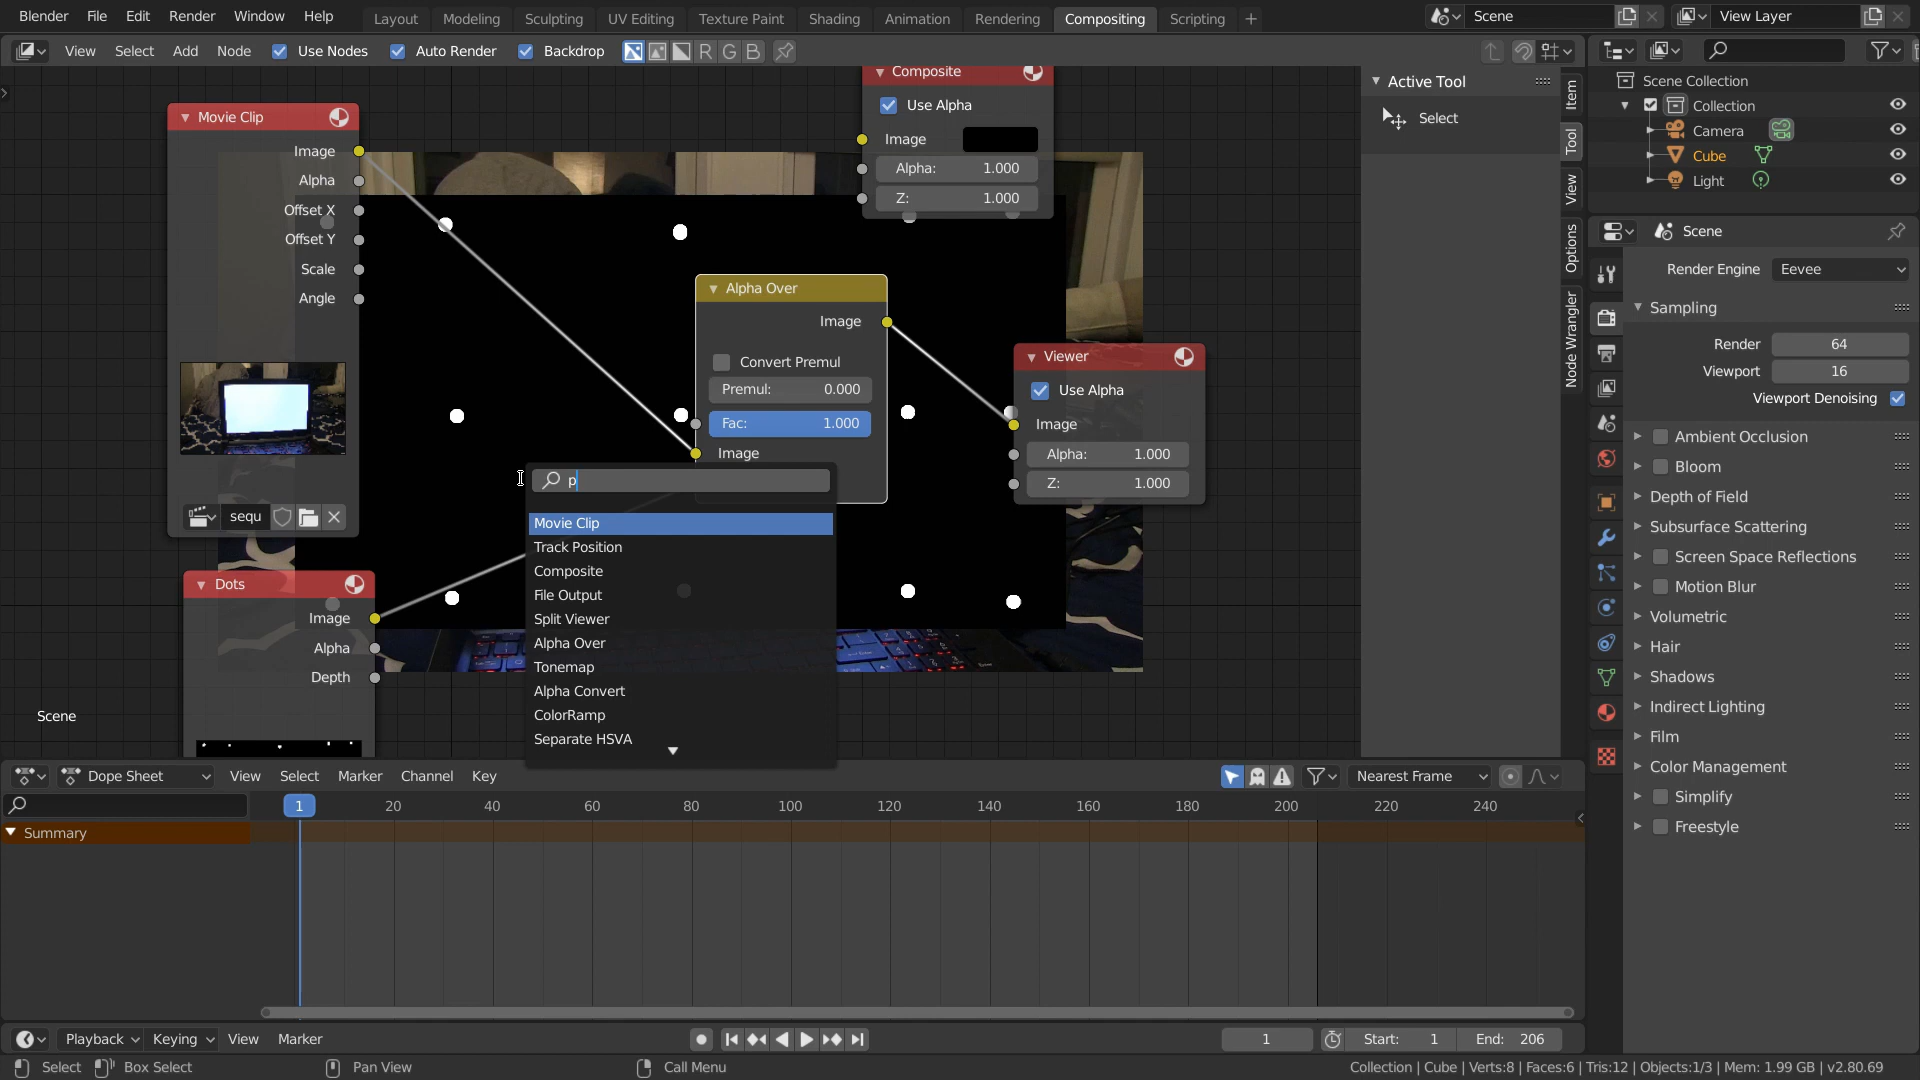 Blender File Edit Render Window Help Layout Modeling Sculpting UV Editing Texture Paint Shading Animation Rendering Compositing Scripting + Scene View Layer
View Select Add Node Use Nodes Auto Render Backdrop R G B
Composite
Use Alpha
Image
Alpha: 1.000
Z: 1.000
Movie Clip
Image
Alpha
Offset X
Offset Y
Scale
Angle
sequ
Alpha Over
Image
Convert Premul
Premul: 0.000
Fac: 1.000
Image
Viewer
Use Alpha
Image
Alpha: 1.000
Z: 1.000
p
Movie Clip
Track Position
Composite
File Output
Split Viewer
Alpha Over
Tonemap
Alpha Convert
ColorRamp
Separate HSVA
Dots
Image
Alpha
Depth
Scene
Active Tool
Select
Item
Tool
View
Options
Node Wrangler
Scene Collection
Collection
Camera
Cube
Light
Scene
Render Engine Eevee
Sampling
Render 64
Viewport 16
Viewport Denoising
Ambient Occlusion
Bloom
Depth of Field
Subsurface Scattering
Screen Space Reflections
Motion Blur
Volumetric
Hair
Shadows
Indirect Lighting
Film
Color Management
Simplify
Freestyle
Dope Sheet View Select Marker Channel Key Nearest Frame
1 20 40 60 80 100 120 140 160 180 200 220 240
Summary
Playback Keying View Marker 1 Start: 1 End: 206
Select Box Select Pan View Call Menu Collection | Cube | Verts:8 | Faces:6 | Tris:12 | Objects:1/3 | Mem: 1.99 GB | v2.80.69